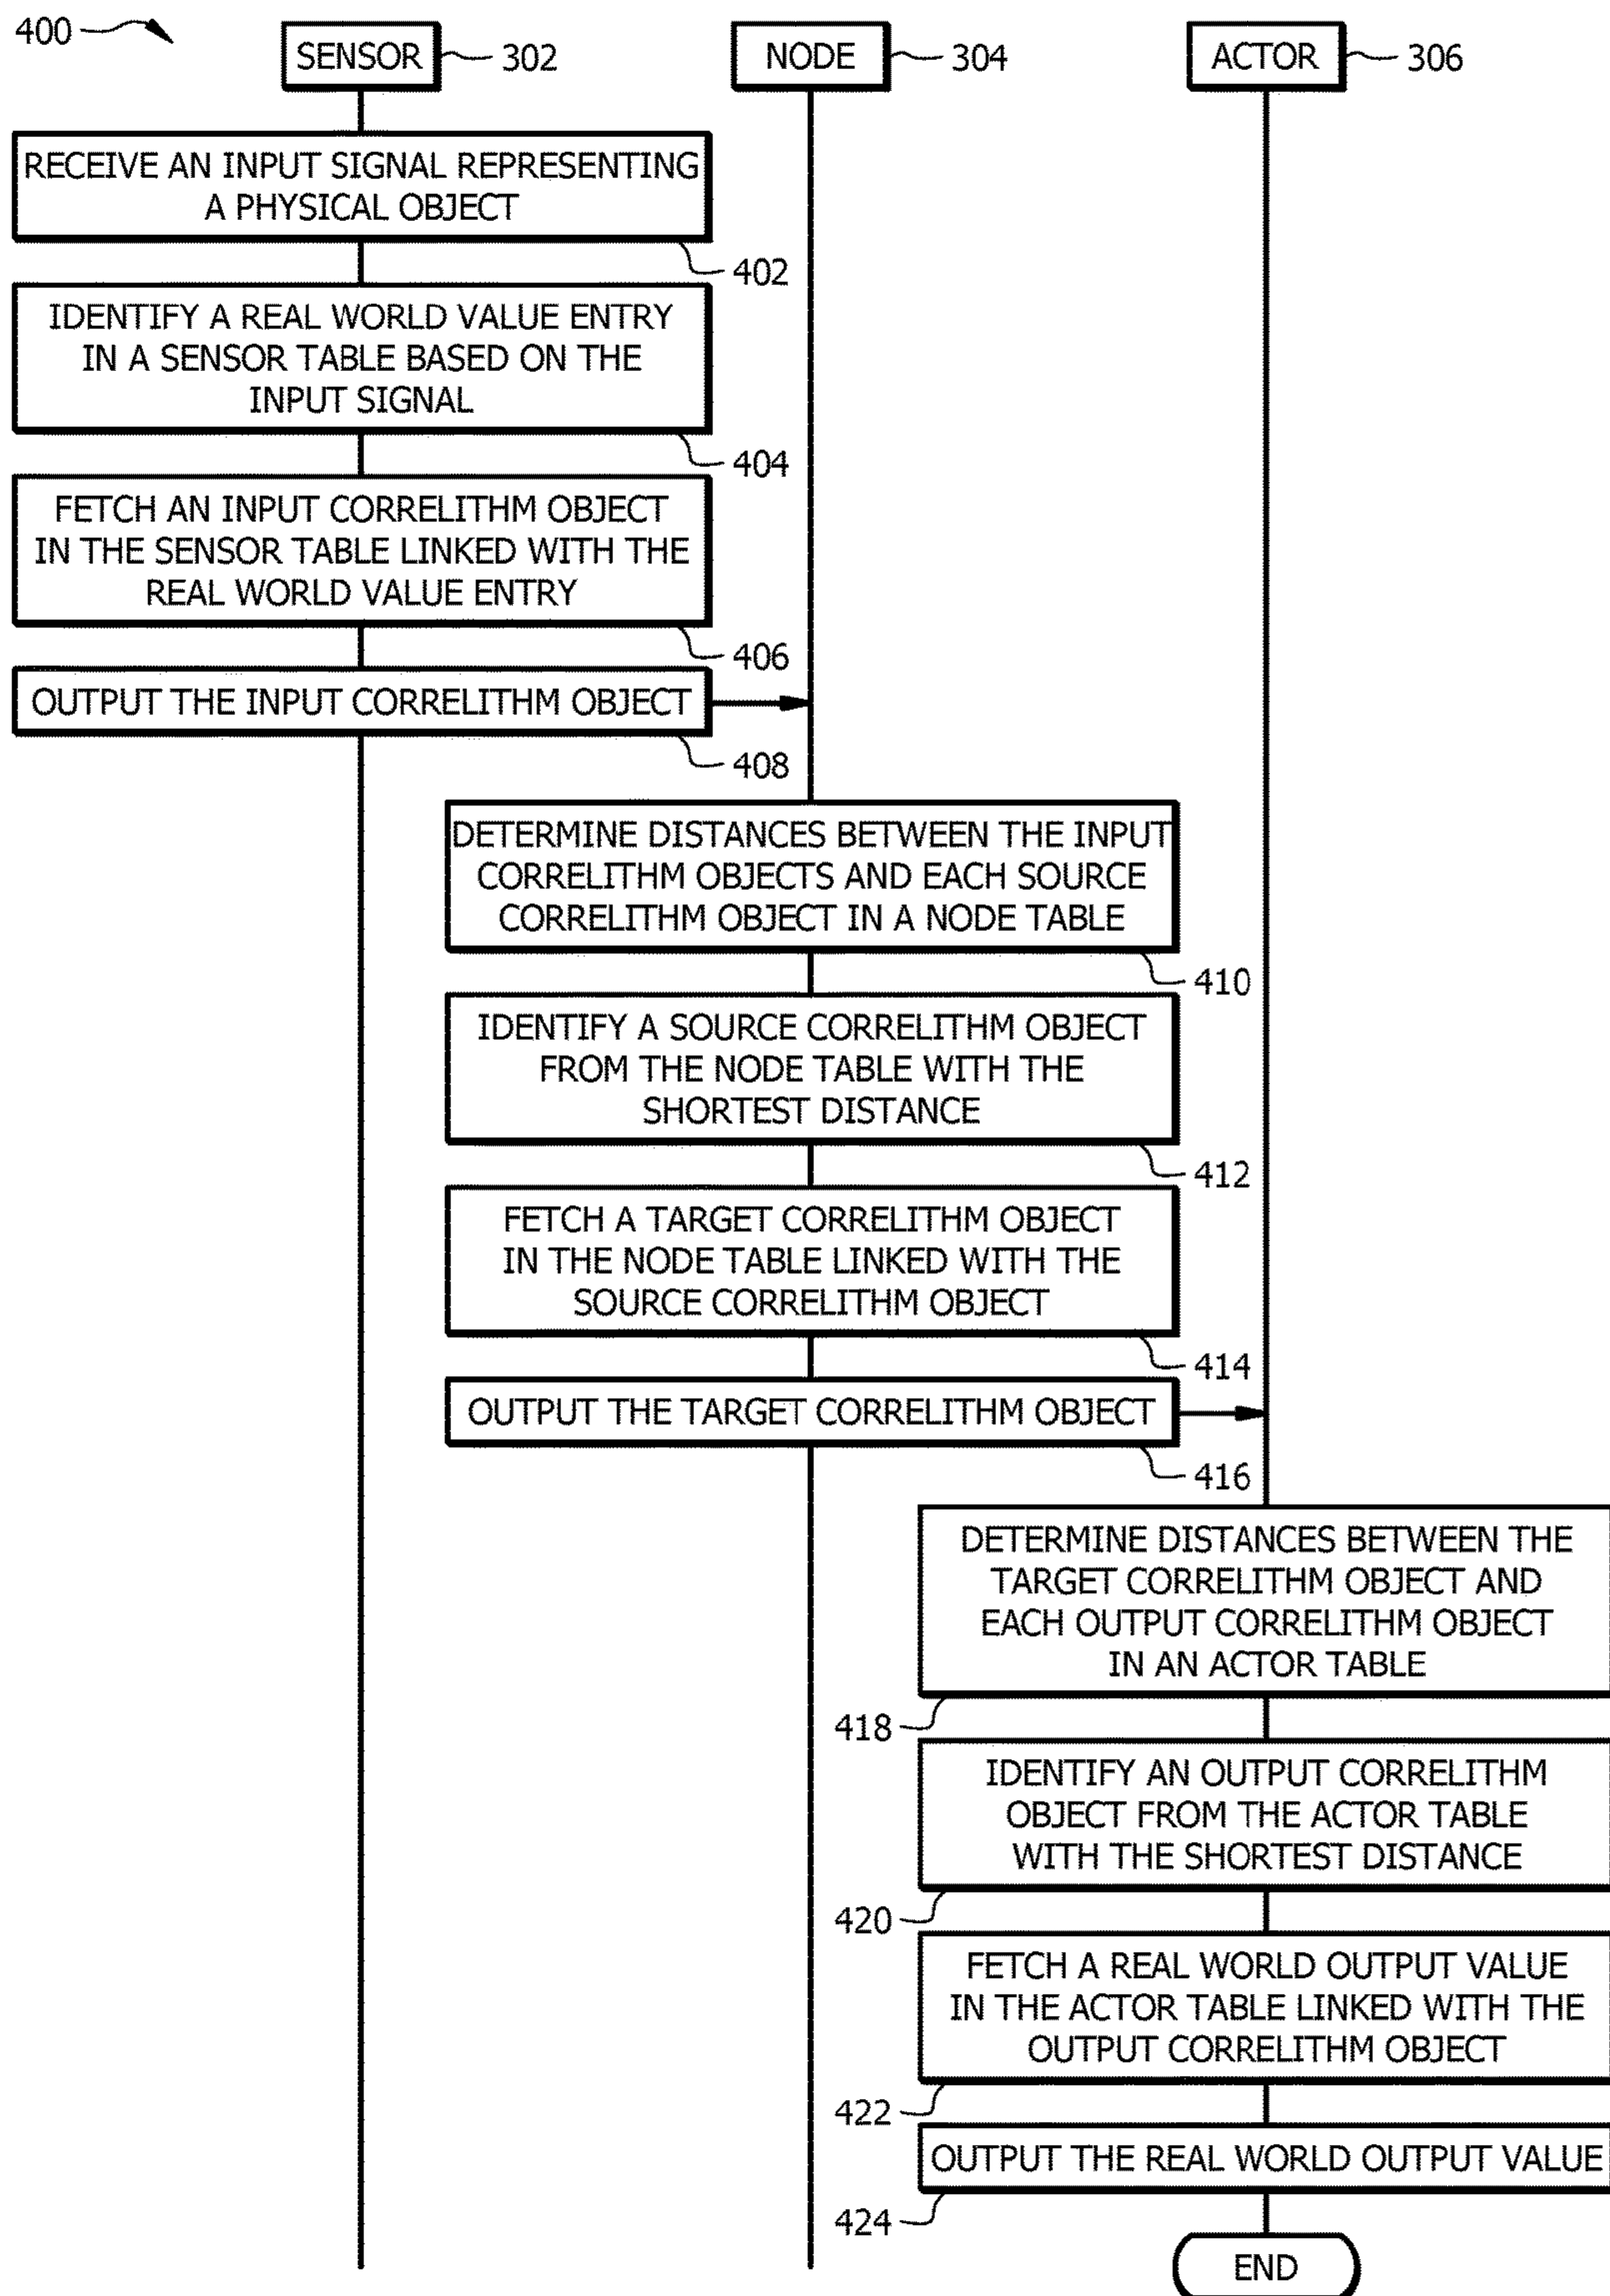 400
SENSOR
302
NODE
304
ACTOR
306
RECEIVE AN INPUT SIGNAL REPRESENTING
A PHYSICAL OBJECT
402
IDENTIFY A REAL WORLD VALUE ENTRY
IN A SENSOR TABLE BASED ON THE
INPUT SIGNAL
404
FETCH AN INPUT CORRELITHM OBJECT
IN THE SENSOR TABLE LINKED WITH THE
REAL WORLD VALUE ENTRY
406
OUTPUT THE INPUT CORRELITHM OBJECT
408
DETERMINE DISTANCES BETWEEN THE INPUT
CORRELITHM OBJECTS AND EACH SOURCE
CORRELITHM OBJECT IN A NODE TABLE
410
IDENTIFY A SOURCE CORRELITHM OBJECT
FROM THE NODE TABLE WITH THE
SHORTEST DISTANCE
412
FETCH A TARGET CORRELITHM OBJECT
IN THE NODE TABLE LINKED WITH THE
SOURCE CORRELITHM OBJECT
414
OUTPUT THE TARGET CORRELITHM OBJECT
416
DETERMINE DISTANCES BETWEEN THE
TARGET CORRELITHM OBJECT AND
EACH OUTPUT CORRELITHM OBJECT
IN AN ACTOR TABLE
418
IDENTIFY AN OUTPUT CORRELITHM
OBJECT FROM THE ACTOR TABLE
WITH THE SHORTEST DISTANCE
420
FETCH A REAL WORLD OUTPUT VALUE
IN THE ACTOR TABLE LINKED WITH THE
OUTPUT CORRELITHM OBJECT
422
OUTPUT THE REAL WORLD OUTPUT VALUE
424
END